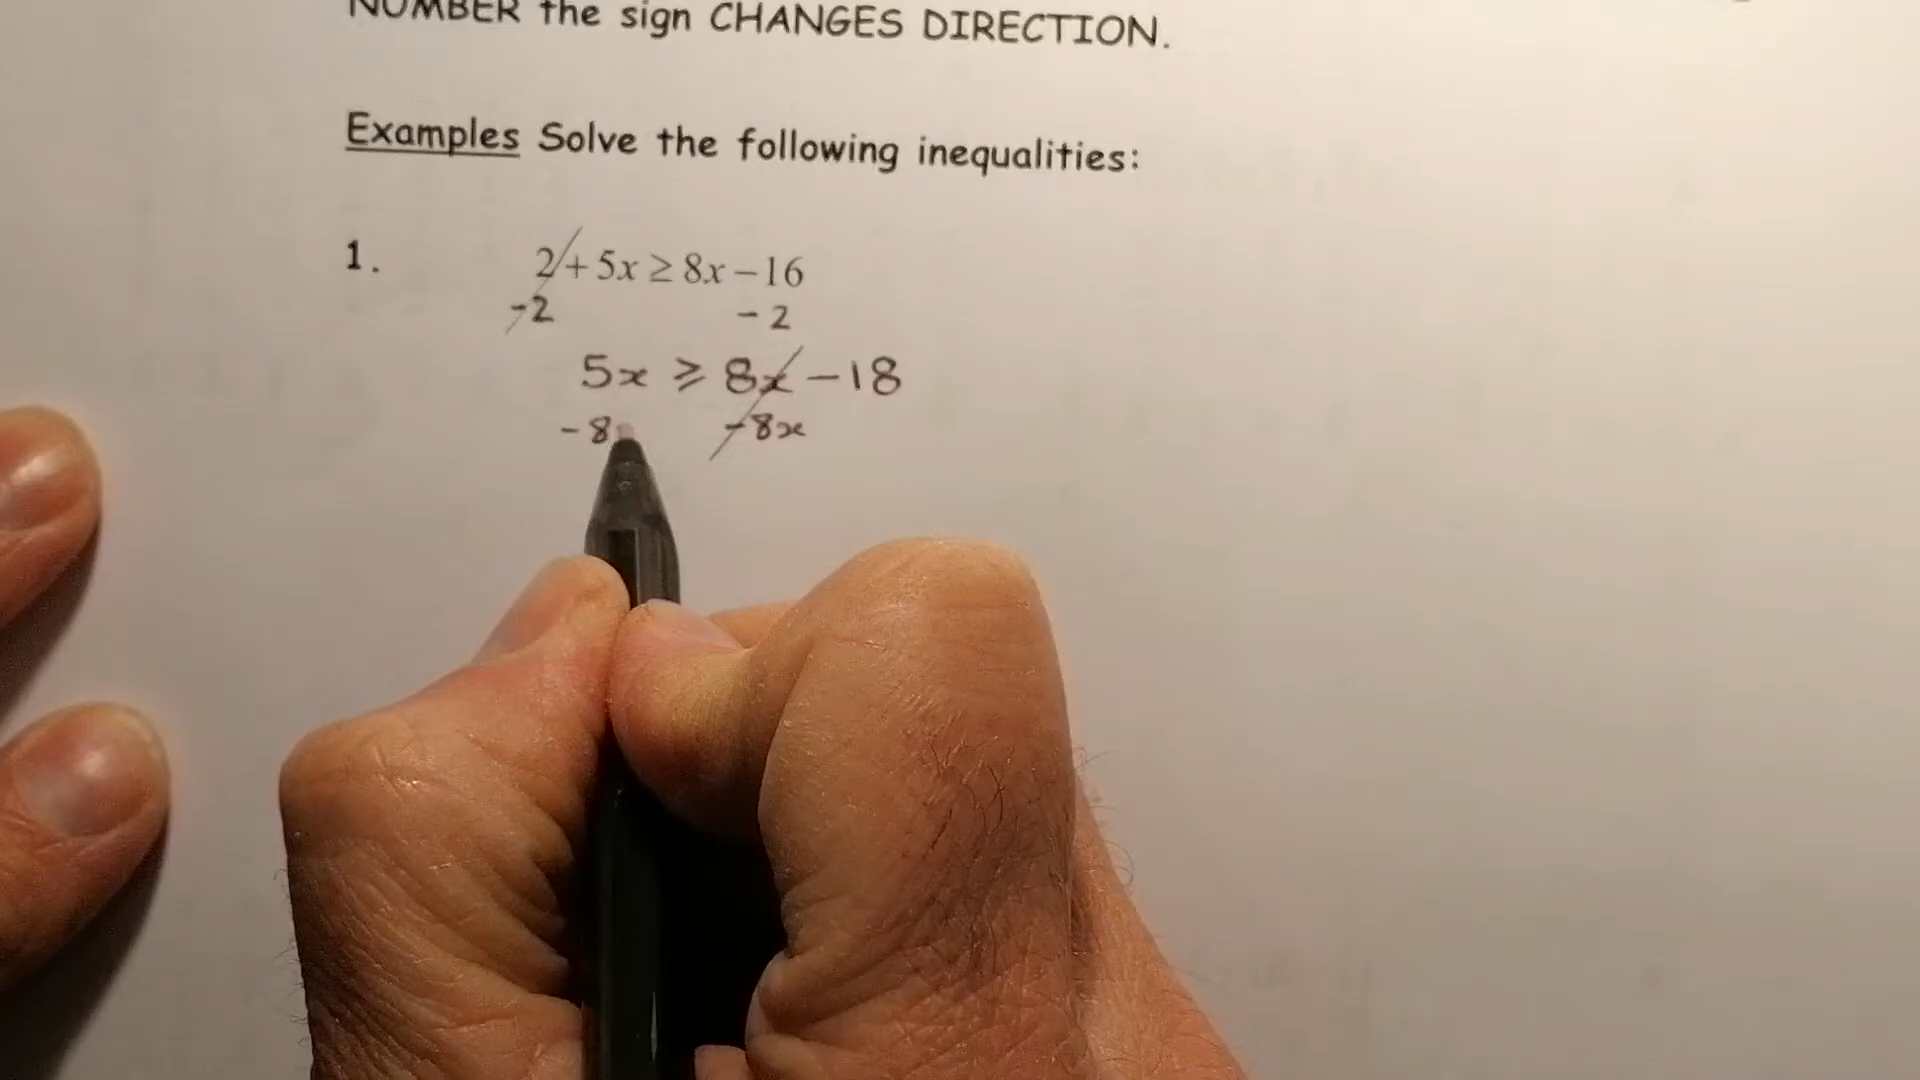 NUMBER the sign CHANGES DIRECTION.
Examples Solve the following inequalities:
1. 2 + 5x ≥ 8x − 16
-2 - 2
5x ≥ 8x - 18
- 8 -8x